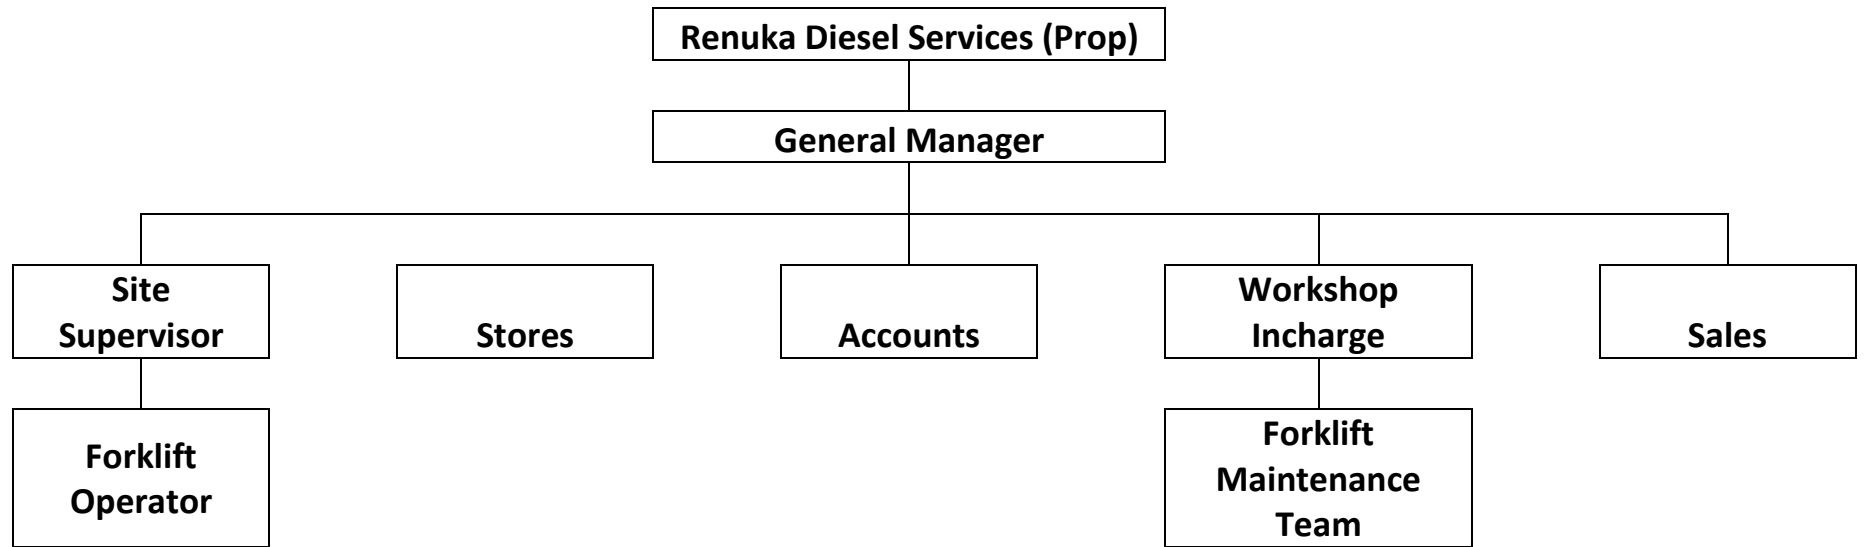 Renuka Diesel Services (Prop)
General Manager
Site
Supervisor
Stores
Accounts
Workshop
Incharge
Sales
Forklift
Operator
Forklift
Maintenance
Team